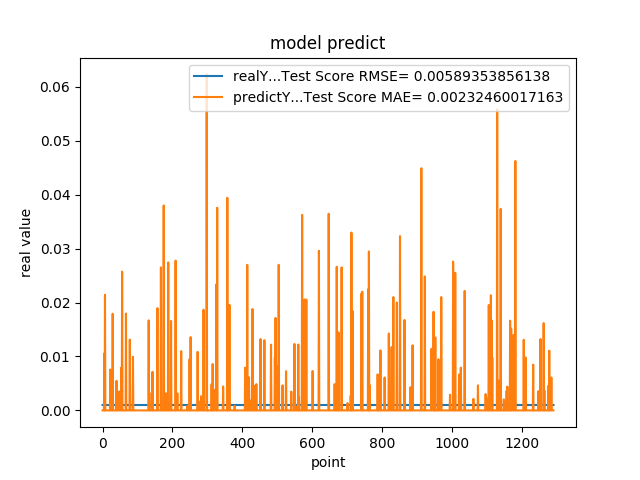 model predict
realY...Test Score RMSE= 0.00589353856138
predictY...Test Score MAE= 0.00232460017163
0.06
0.05
0.04
0.03
0.02
0.01
0.00
real value
0 200 400 600 800 1000 1200
point